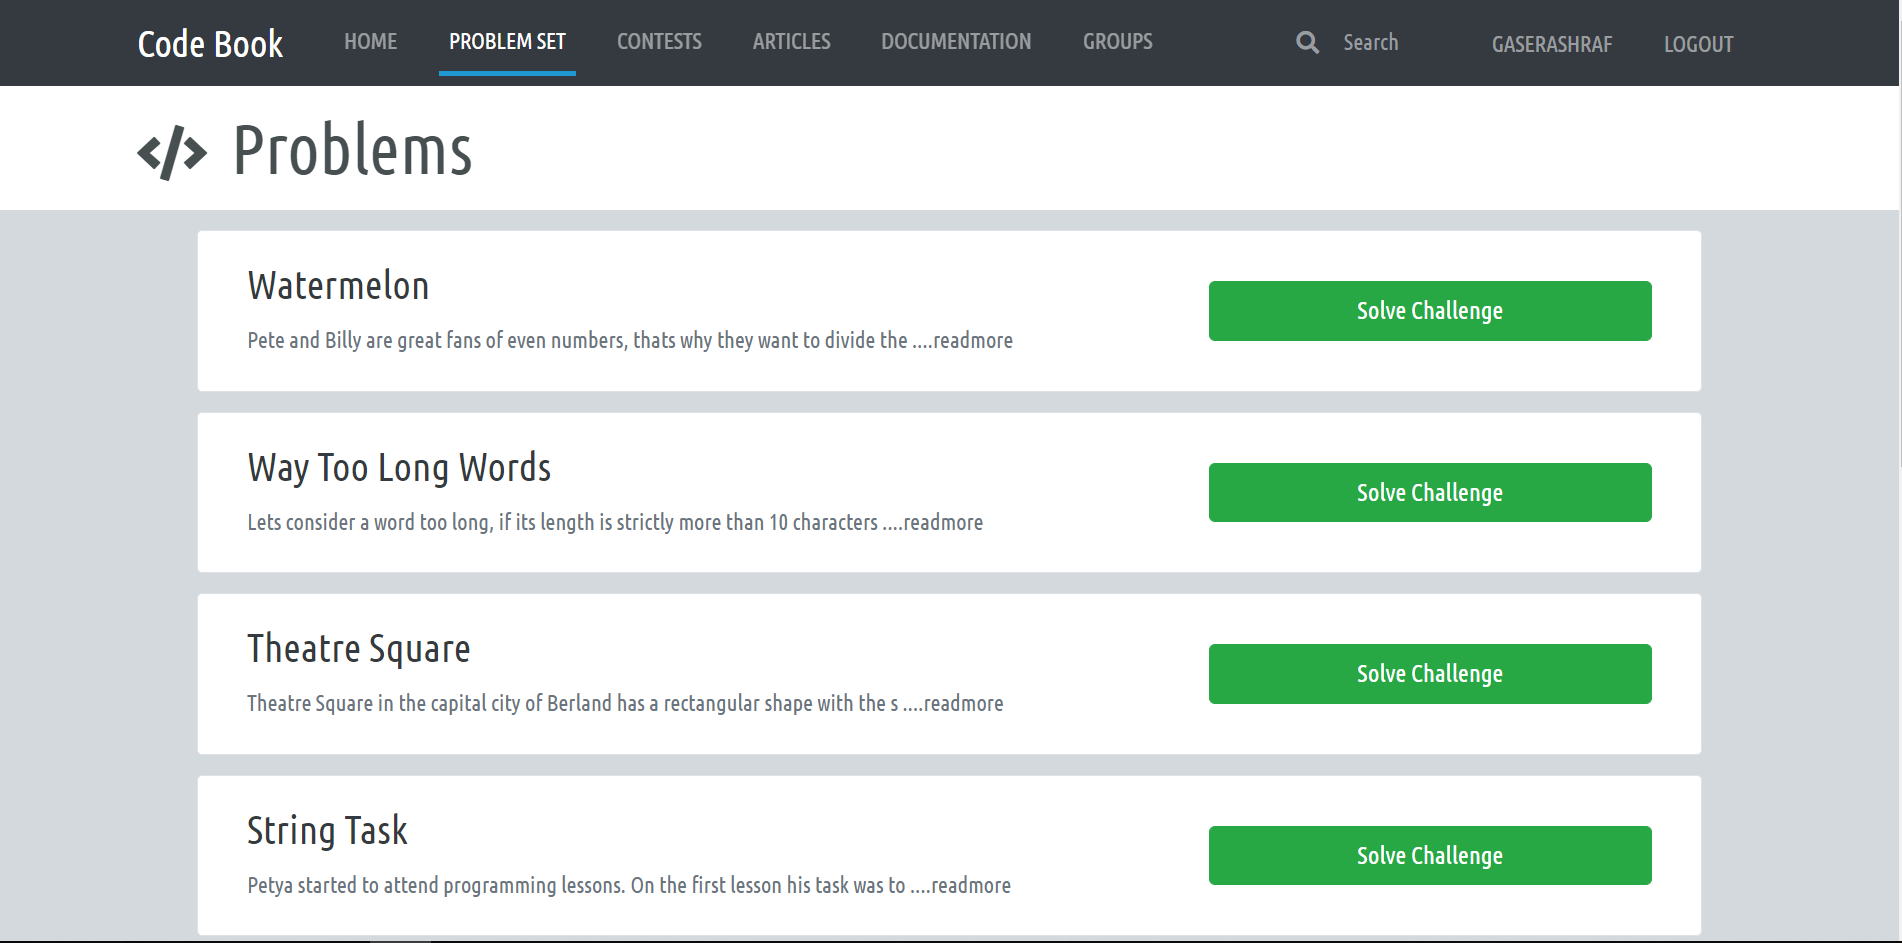 Code Book HOME PROBLEM SET CONTESTS ARTICLES DOCUMENTATION GROUPS Search GASERASHRAF LOGOUT
</> Problems
Watermelon
Solve Challenge
Pete and Billy are great fans of even numbers, thats why they want to divide the ....readmore
Way Too Long Words
Solve Challenge
Lets consider a word too long, if its length is strictly more than 10 characters ....readmore
Theatre Square
Solve Challenge
Theatre Square in the capital city of Berland has a rectangular shape with the s ....readmore
String Task
Solve Challenge
Petya started to attend programming lessons. On the first lesson his task was to ....readmore